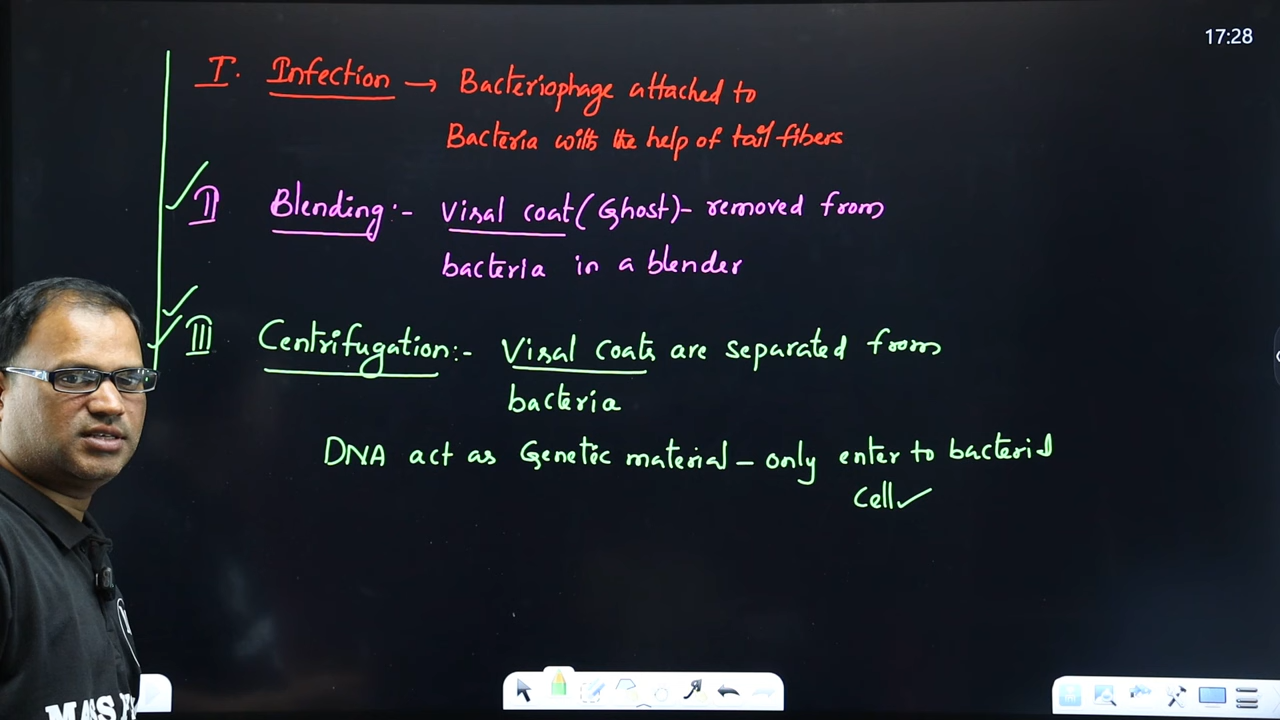 17:28
I. Infection → Bacteriophage attached to
Bacteria with the help of tail fibers
II Blending:- Viral coat (Ghost) - removed from
bacteria in a blender
III Centrifugation:- Viral coats are separated from
bacteria
DNA act as Genetic material - only enter to bacterial
cell ✓